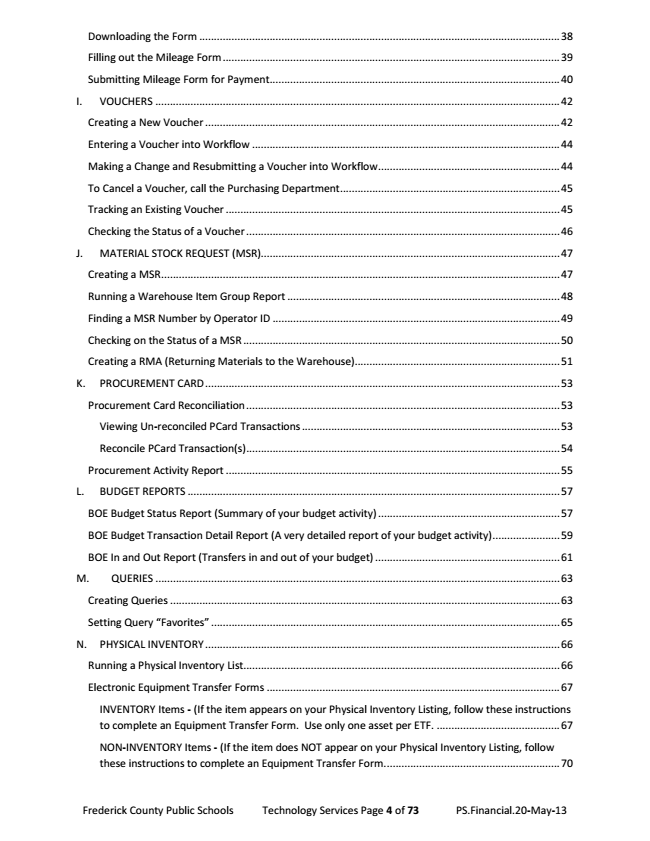 Downloading the Form ..... 38
Filling out the Mileage Form ..... 39
Submitting Mileage Form for Payment ..... 40
I. VOUCHERS ..... 42
Creating a New Voucher ..... 42
Entering a Voucher into Workflow ..... 44
Making a Change and Resubmitting a Voucher into Workflow ..... 44
To Cancel a Voucher, call the Purchasing Department ..... 45
Tracking an Existing Voucher ..... 45
Checking the Status of a Voucher ..... 46
J. MATERIAL STOCK REQUEST (MSR) ..... 47
Creating a MSR ..... 47
Running a Warehouse Item Group Report ..... 48
Finding a MSR Number by Operator ID ..... 49
Checking on the Status of a MSR ..... 50
Creating a RMA (Returning Materials to the Warehouse) ..... 51
K. PROCUREMENT CARD ..... 53
Procurement Card Reconciliation ..... 53
Viewing Un-reconciled PCard Transactions ..... 53
Reconcile PCard Transaction(s) ..... 54
Procurement Activity Report ..... 55
L. BUDGET REPORTS ..... 57
BOE Budget Status Report (Summary of your budget activity) ..... 57
BOE Budget Transaction Detail Report (A very detailed report of your budget activity) ..... 59
BOE In and Out Report (Transfers in and out of your budget) ..... 61
M. QUERIES ..... 63
Creating Queries ..... 63
Setting Query “Favorites” ..... 65
N. PHYSICAL INVENTORY ..... 66
Running a Physical Inventory List ..... 66
Electronic Equipment Transfer Forms ..... 67
INVENTORY Items - (If the item appears on your Physical Inventory Listing, follow these instructions
to complete an Equipment Transfer Form. Use only one asset per ETF. ..... 67
NON-INVENTORY Items - (If the item does NOT appear on your Physical Inventory Listing, follow
these instructions to complete an Equipment Transfer Form ..... 70
Frederick County Public Schools Technology Services Page 4 of 73 PS.Financial.20-May-13